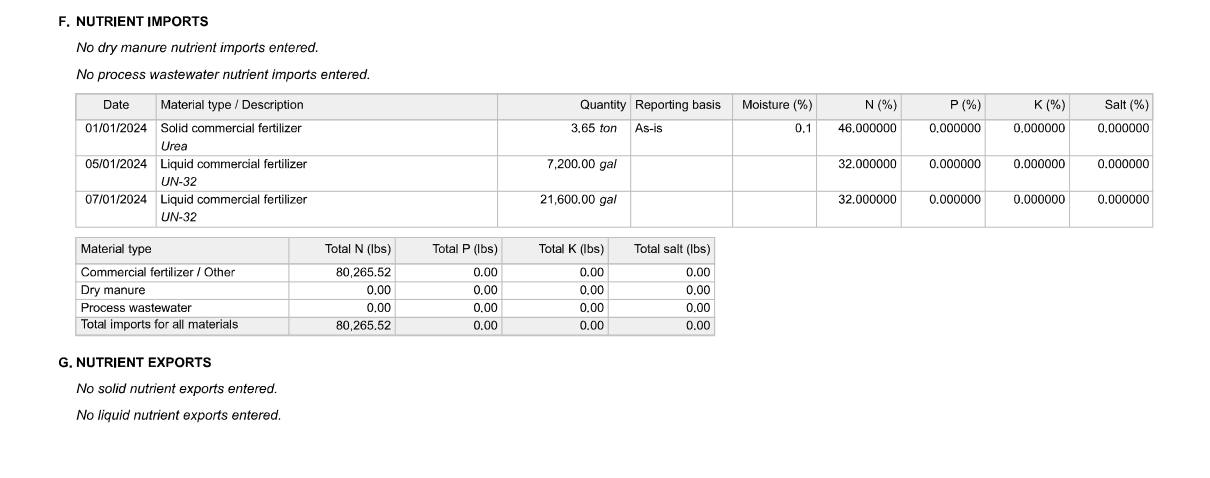 F. NUTRIENT IMPORTS
No dry manure nutrient imports entered.
No process wastewater nutrient imports entered.
Date Material type / Description Quantity Reporting basis Moisture (%) N (%) P (%) K (%) Salt (%)
01/01/2024 Solid commercial fertilizer 3.65 ton As-is 0.1 46.000000 0.000000 0.000000 0.000000
Urea
05/01/2024 Liquid commercial fertilizer 7,200.00 gal 32.000000 0.000000 0.000000 0.000000
UN-32
07/01/2024 Liquid commercial fertilizer 21,600.00 gal 32.000000 0.000000 0.000000 0.000000
UN-32
Material type Total N (lbs) Total P (lbs) Total K (lbs) Total salt (lbs)
Commercial fertilizer / Other 80,265.52 0.00 0.00 0.00
Dry manure 0.00 0.00 0.00 0.00
Process wastewater 0.00 0.00 0.00 0.00
Total imports for all materials 80,265.52 0.00 0.00 0.00
G. NUTRIENT EXPORTS
No solid nutrient exports entered.
No liquid nutrient exports entered.